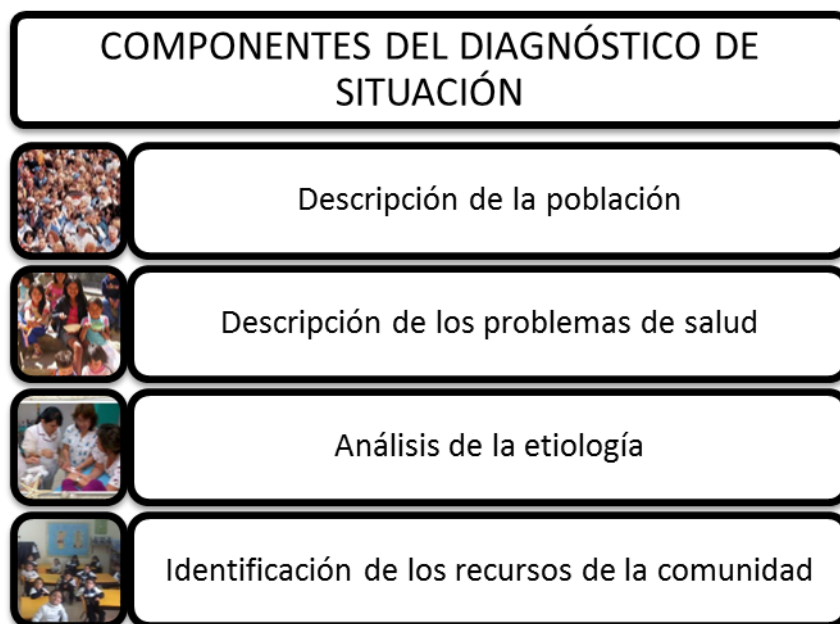 COMPONENTES DEL DIAGNÓSTICO DE
SITUACIÓN
Descripción de la población
Descripción de los problemas de salud
Análisis de la etiología
Identificación de los recursos de la comunidad